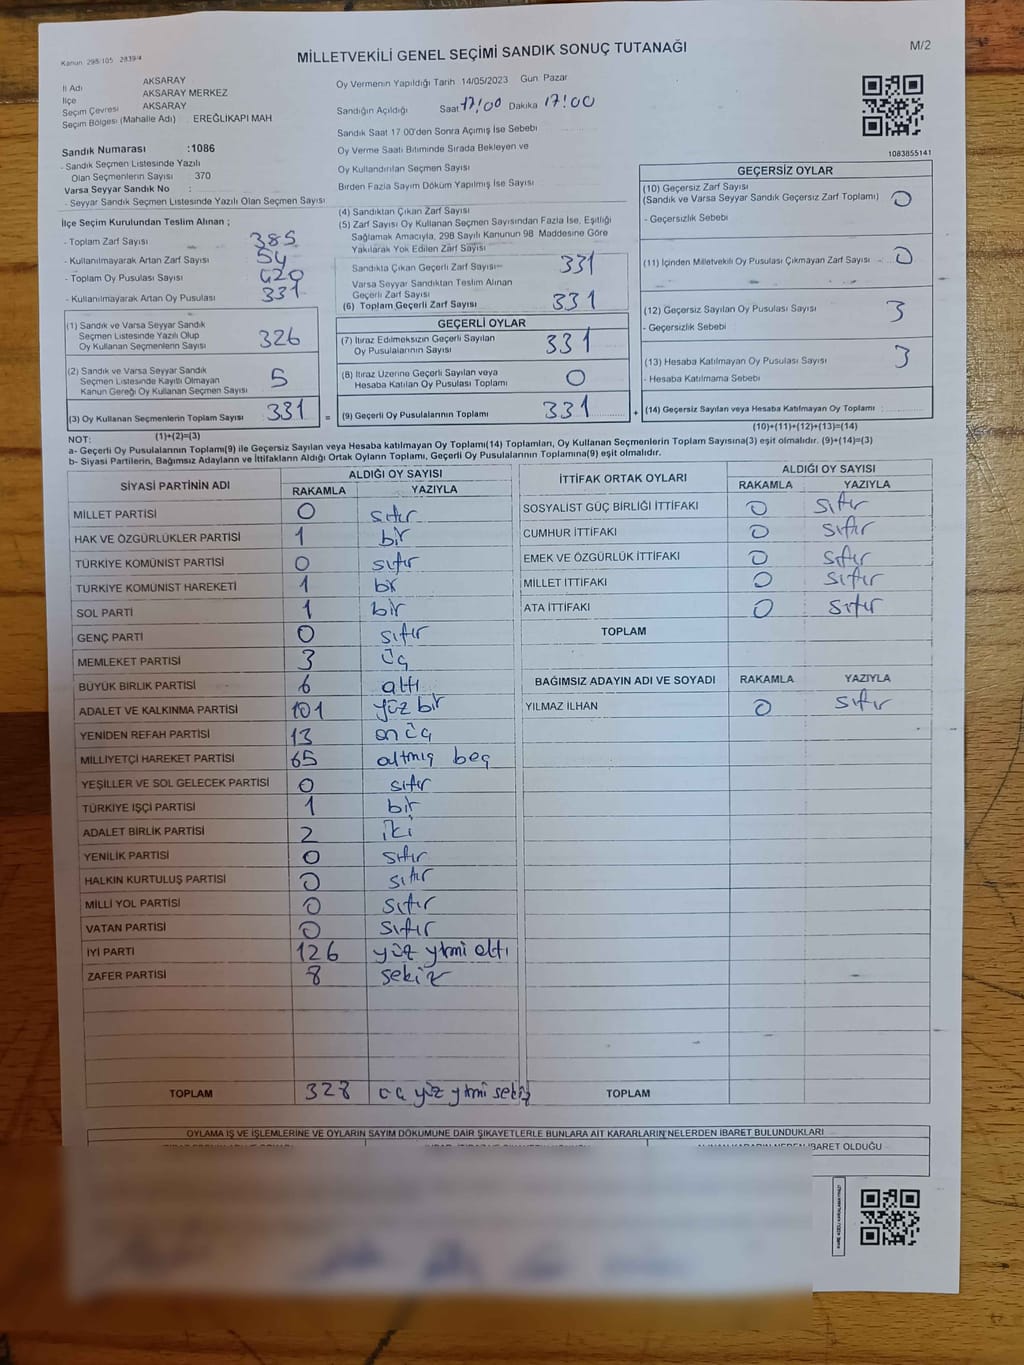 Kanun 298/105 2839/4
MİLLETVEKİLİ GENEL SEÇİMİ SANDIK SONUÇ TUTANAĞI
M/2
İl Adı AKSARAY
İlçe AKSARAY MERKEZ
Seçim Çevresi AKSARAY
Seçim Bölgesi (Mahalle Adı) EREĞLIKAPI MAH
Oy Vermenin Yapıldığı Tarih 14/05/2023 Gün Pazar
Sandığın Açıldığı Saat 17:00 Dakika 17:00
Sandık Saat 17 00'den Sonra Açımış İse Sebebi
Oy Verme Saati Bitiminde Sırada Bekleyen ve
Oy Kullandırılan Seçmen Sayısı
Birden Fazla Sayım Döküm Yapılmış İse Sayısı
1083855141
Sandık Numarası :1086
- Sandık Seçmen Listesinde Yazılı
Olan Seçmenlerin Sayısı : 370
Varsa Seyyar Sandık No :
- Seyyar Sandık Seçmen Listesinde Yazılı Olan Seçmen Sayısı
İlçe Seçim Kurulundan Teslim Alınan ;
- Toplam Zarf Sayısı 385
- Kullanılmayarak Artan Zarf Sayısı 54
- Toplam Oy Pusulası Sayısı 420
- Kullanılmayarak Artan Oy Pusulası 331
(1) Sandık ve Varsa Seyyar Sandık
Seçmen Listesinde Yazılı Olup
Oy Kullanan Seçmenlerin Sayısı 326
(2) Sandık ve Varsa Seyyar Sandık
Seçmen Listesinde Kayıtlı Olmayan
Kanun Gereği Oy Kullanan Seçmen Sayısı 5
(3) Oy Kullanan Seçmenlerin Toplam Sayısı 331 =
(1)+(2)=(3)
(4) Sandıktan Çıkan Zarf Sayısı
(5) Zarf Sayısı Oy Kullanan Seçmen Sayısından Fazla İse, Eşitliği
Sağlamak Amacıyla, 298 Sayılı Kanunun 98 Maddesine Göre
Yakılarak Yok Edilen Zarf Sayısı
Sandıkta Çıkan Geçerli Zarf Sayısı 331
Varsa Seyyar Sandıktan Teslim Alınan
Geçerli Zarf Sayısı
(6) Toplam Geçerli Zarf Sayısı 331
GEÇERLİ OYLAR
(7) İtiraz Edilmeksizin Geçerli Sayılan
Oy Pusulalarının Sayısı 331
(8) İtiraz Üzerine Geçerli Sayılan veya
Hesaba Katılan Oy Pusulası Toplamı 0
(9) Geçerli Oy Pusulalarının Toplamı 331 +
GEÇERSİZ OYLAR
(10) Geçersiz Zarf Sayısı
(Sandık ve Varsa Seyyar Sandık Geçersiz Zarf Toplamı) 0
- Geçersizlik Sebebi
(11) İçinden Milletvekili Oy Pusulası Çıkmayan Zarf Sayısı 0
(12) Geçersiz Sayılan Oy Pusulası Sayısı 3
- Geçersizlik Sebebi
(13) Hesaba Katılmayan Oy Pusulası Sayısı 3
- Hesaba Katılmama Sebebi
(14) Geçersiz Sayılan veya Hesaba Katılmayan Oy Toplamı :
(10)+(11)+(12)+(13)=(14)
NOT:
a- Geçerli Oy Pusulalarının Toplamı(9) ile Geçersiz Sayılan veya Hesaba katılmayan Oy Toplamı(14) Toplamları, Oy Kullanan Seçmenlerin Toplam Sayısına(3) eşit olmalıdır. (9)+(14)=(3)
b- Siyasi Partilerin, Bağımsız Adayların ve İttifakların Aldığı Ortak Oyların Toplamı, Geçerli Oy Pusulalarının Toplamına(9) eşit olmalıdır.
SİYASİ PARTİNİN ADI ALDIĞI OY SAYISI
RAKAMLA YAZIYLA
MİLLET PARTİSİ 0 sıfır
HAK VE ÖZGÜRLÜKLER PARTİSİ 1 bir
TÜRKİYE KOMÜNİST PARTİSİ 0 sıfır
TÜRKİYE KOMÜNİST HAREKETİ 1 bir
SOL PARTİ 1 bir
GENÇ PARTİ 0 sıfır
MEMLEKET PARTİSİ 3 üç
BÜYÜK BİRLİK PARTİSİ 6 altı
ADALET VE KALKINMA PARTİSİ 101 yüz bir
YENİDEN REFAH PARTİSİ 13 on üç
MİLLİYETÇİ HAREKET PARTİSİ 65 altmış beş
YEŞİLLER VE SOL GELECEK PARTİSİ 0 sıfır
TÜRKİYE İŞÇİ PARTİSİ 1 bir
ADALET BİRLİK PARTİSİ 2 iki
YENİLİK PARTİSİ 0 sıfır
HALKIN KURTULUŞ PARTİSİ 0 sıfır
MİLLİ YOL PARTİSİ 0 sıfır
VATAN PARTİSİ 0 sıfır
İYİ PARTİ 126 yüz yirmi altı
ZAFER PARTİSİ 8 sekiz
TOPLAM 328 üç yüz yirmi sekiz
İTTİFAK ORTAK OYLARI ALDIĞI OY SAYISI
RAKAMLA YAZIYLA
SOSYALİST GÜÇ BİRLİĞİ İTTİFAKI 0 sıfır
CUMHUR İTTİFAKI 0 sıfır
EMEK VE ÖZGÜRLÜK İTTİFAKI 0 sıfır
MİLLET İTTİFAKI 0 sıfır
ATA İTTİFAKI 0 sıfır
TOPLAM
BAĞIMSIZ ADAYIN ADI VE SOYADI RAKAMLA YAZIYLA
YILMAZ İLHAN 0 sıfır
TOPLAM
OYLAMA İŞ VE İŞLEMLERİNE VE OYLARIN SAYIM DÖKÜMÜNE DAİR ŞİKAYETLERLE BUNLARA AİT KARARLARIN NELERDEN İBARET BULUNDUKLARI
İBARET OLDUĞU